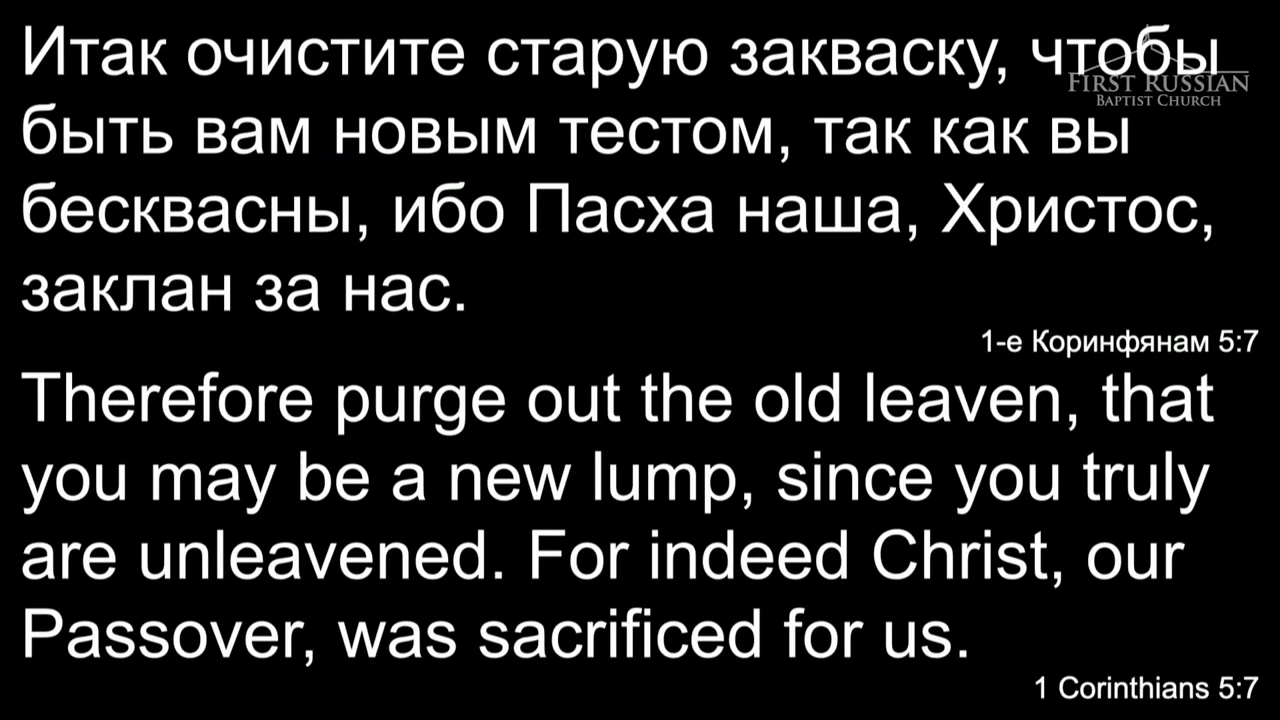 Итак очистите старую закваску, чтобы
FIRST RUSSIAN
BAPTIST CHURCH
быть вам новым тестом, так как вы
бесквасны, ибо Пасха наша, Христос,
заклан за нас.
1-е Коринфянам 5:7
Therefore purge out the old leaven, that
you may be a new lump, since you truly
are unleavened. For indeed Christ, our
Passover, was sacrificed for us.
1 Corinthians 5:7